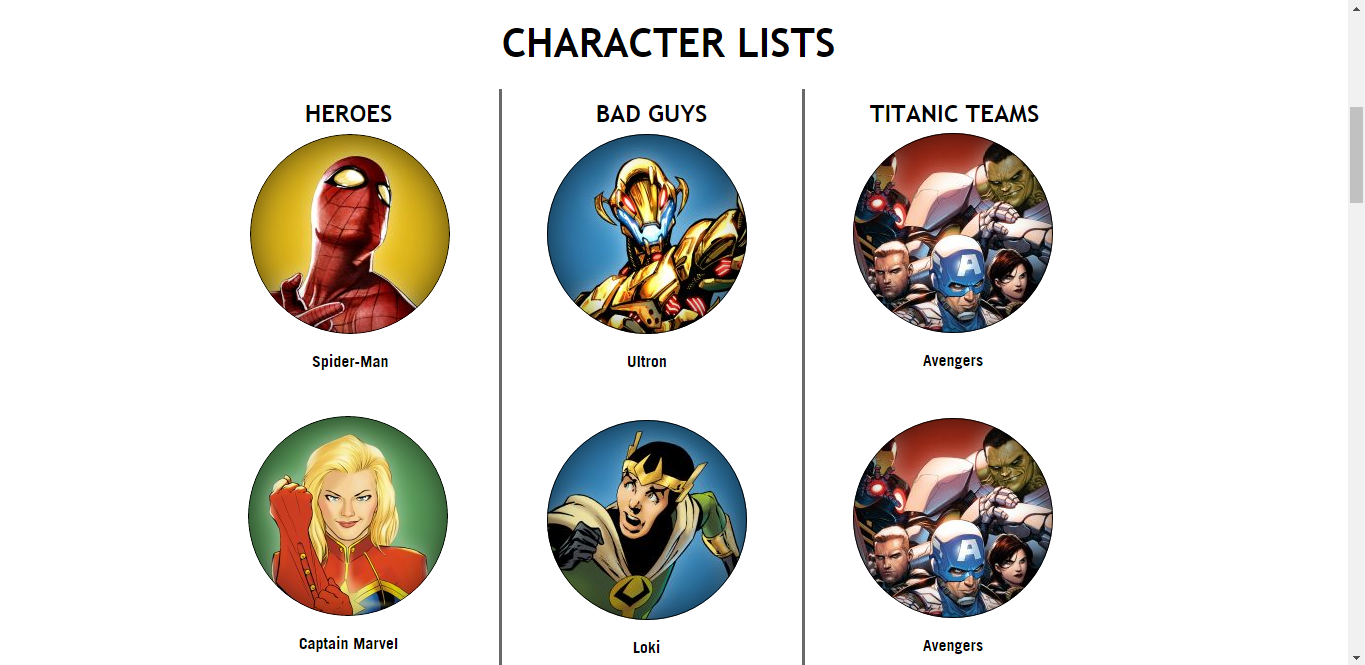 CHARACTER LISTS
HEROES
BAD GUYS
TITANIC TEAMS
A
Spider-Man
Ultron
Avengers
A
Captain Marvel
Loki
Avengers